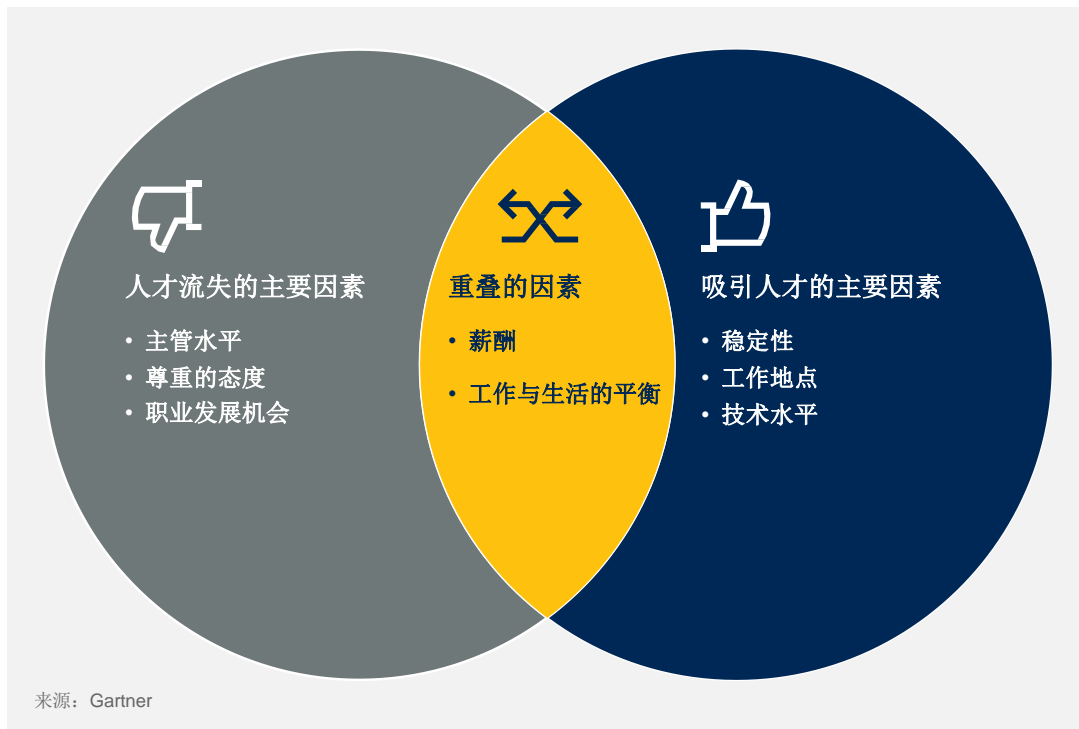 人才流失的主要因素
• 主管水平
• 尊重的态度
• 职业发展机会
重叠的因素
• 薪酬
• 工作与生活的平衡
吸引人才的主要因素
• 稳定性
• 工作地点
• 技术水平
来源：Gartner